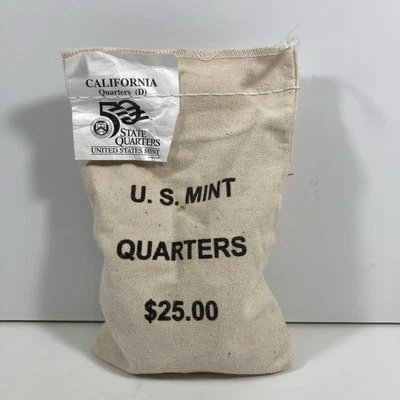 CALIFORNIA
Quarters (D)
50
STATE
QUARTERS
UNITED STATES MINT
U. S. MINT
QUARTERS
$25.00